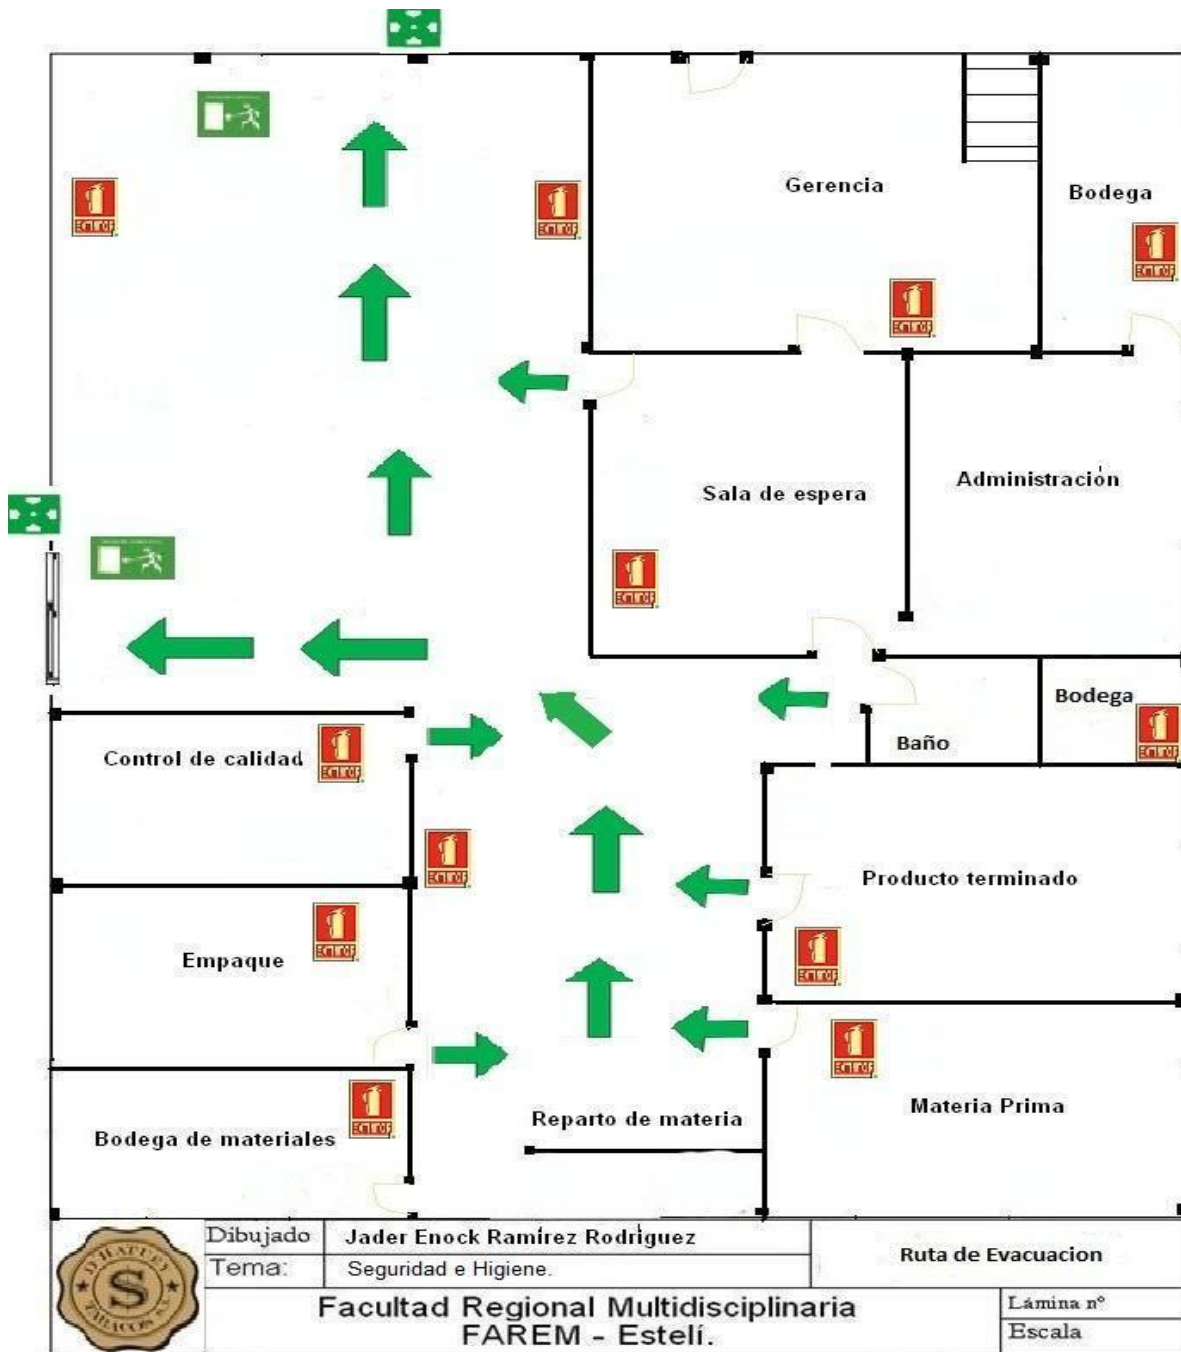 Gerencia
Bodega
Sala de espera
Administración
Bodega
Baño
Control de calidad
Producto terminado
Empaque
Reparto de materia
Materia Prima
Bodega de materiales
Dibujado
Jader Enock Ramírez Rodríguez
Ruta de Evacuacion
Tema:
Seguridad e Higiene.
Facultad Regional Multidisciplinaria
FAREM - Estelí.
Lámina nº
Escala